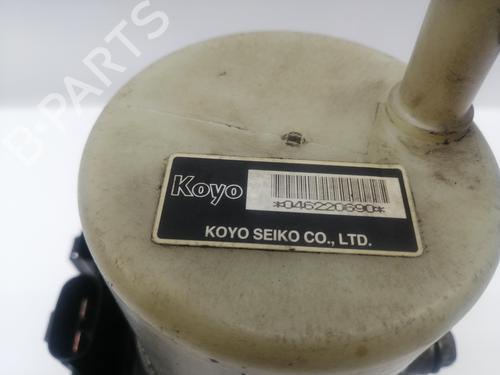 B-PARTS
Koyo
*046220690*
KOYO SEIKO CO., LTD.